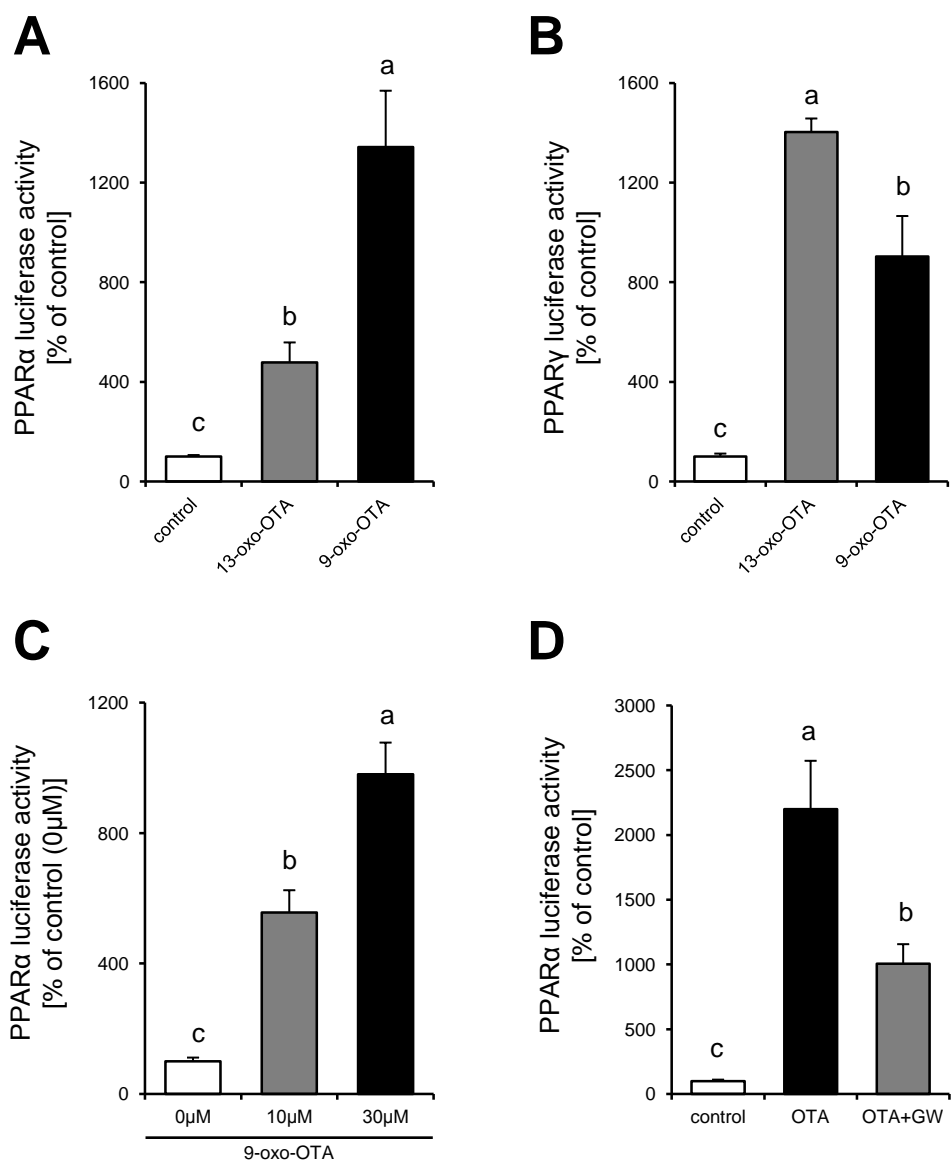 A
PPARα luciferase activity
[% of control]
1600
1200
800
400
0
c
b
a
control
13-oxo-OTA
9-oxo-OTA
B
PPARγ luciferase activity
[% of control]
1600
1200
800
400
0
c
a
b
control
13-oxo-OTA
9-oxo-OTA
C
PPARα luciferase activity
[% of control (0µM)]
1200
800
400
0
c
b
a
0µM 10µM 30µM
9-oxo-OTA
D
PPARα luciferase activity
[% of control]
3000
2500
2000
1500
1000
500
0
c
a
b
control OTA OTA+GW